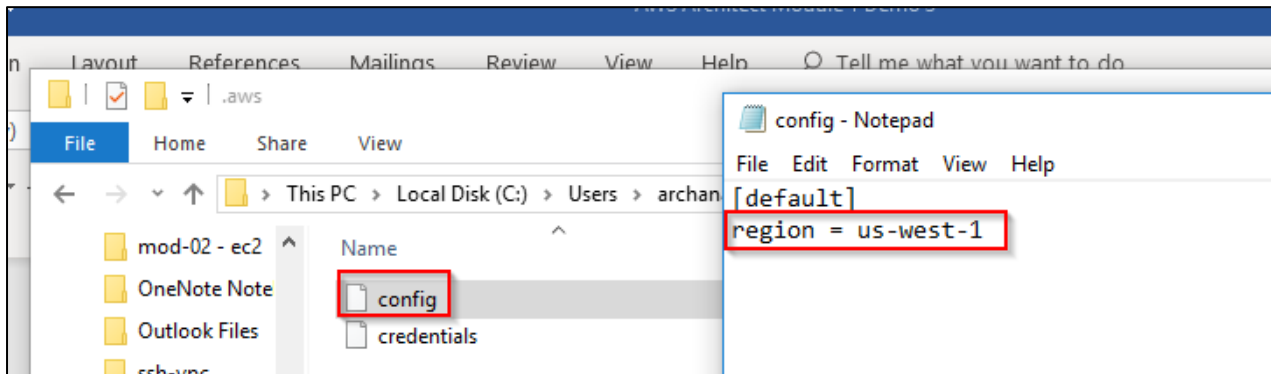 Layout References Mailings Review View Help Tell me what you want to do
.aws
File Home Share View
This PC > Local Disk (C:) > Users > archan
mod-02 - ec2
OneNote Note
Outlook Files
Name
config
credentials
config - Notepad
File Edit Format View Help
[default]
region = us-west-1